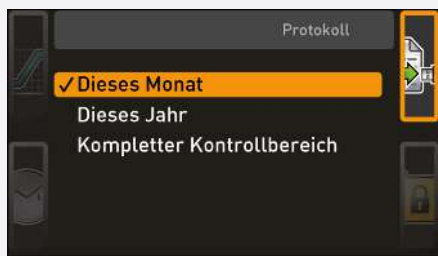 Protokoll
✓Dieses Monat
Dieses Jahr
Kompletter Kontrollbereich